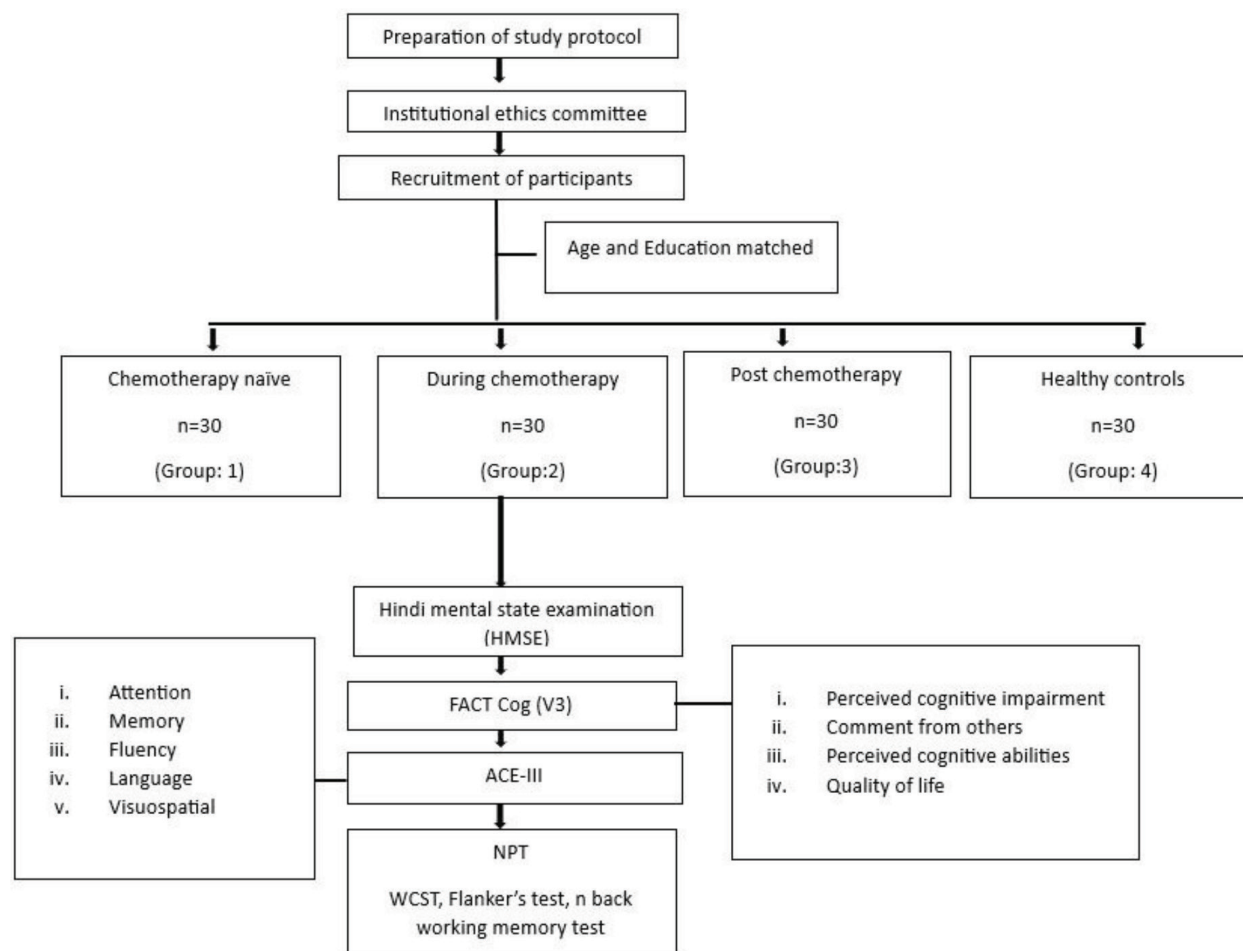 Preparation of study protocol
Institutional ethics committee
Recruitment of participants
Age and Education matched
Chemotherapy naïve
n=30
(Group: 1)
During chemotherapy
n=30
(Group:2)
Post chemotherapy
n=30
(Group:3)
Healthy controls
n=30
(Group: 4)
Hindi mental state examination
(HMSE)
FACT Cog (V3)
i. Perceived cognitive impairment
ii. Comment from others
iii. Perceived cognitive abilities
iv. Quality of life
ACE-III
i. Attention
ii. Memory
iii. Fluency
iv. Language
v. Visuospatial
NPT
WCST, Flanker’s test, n back
working memory test